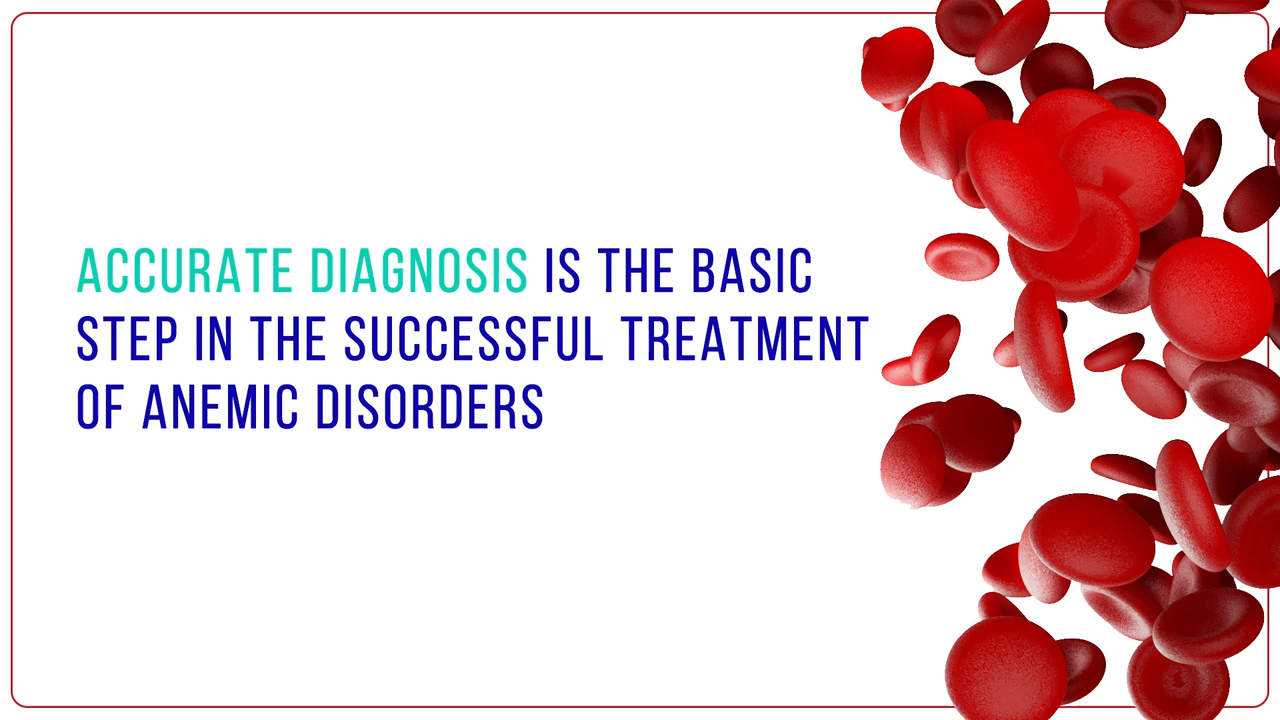 ACCURATE DIAGNOSIS IS THE BASIC
STEP IN THE SUCCESSFUL TREATMENT
OF ANEMIC DISORDERS